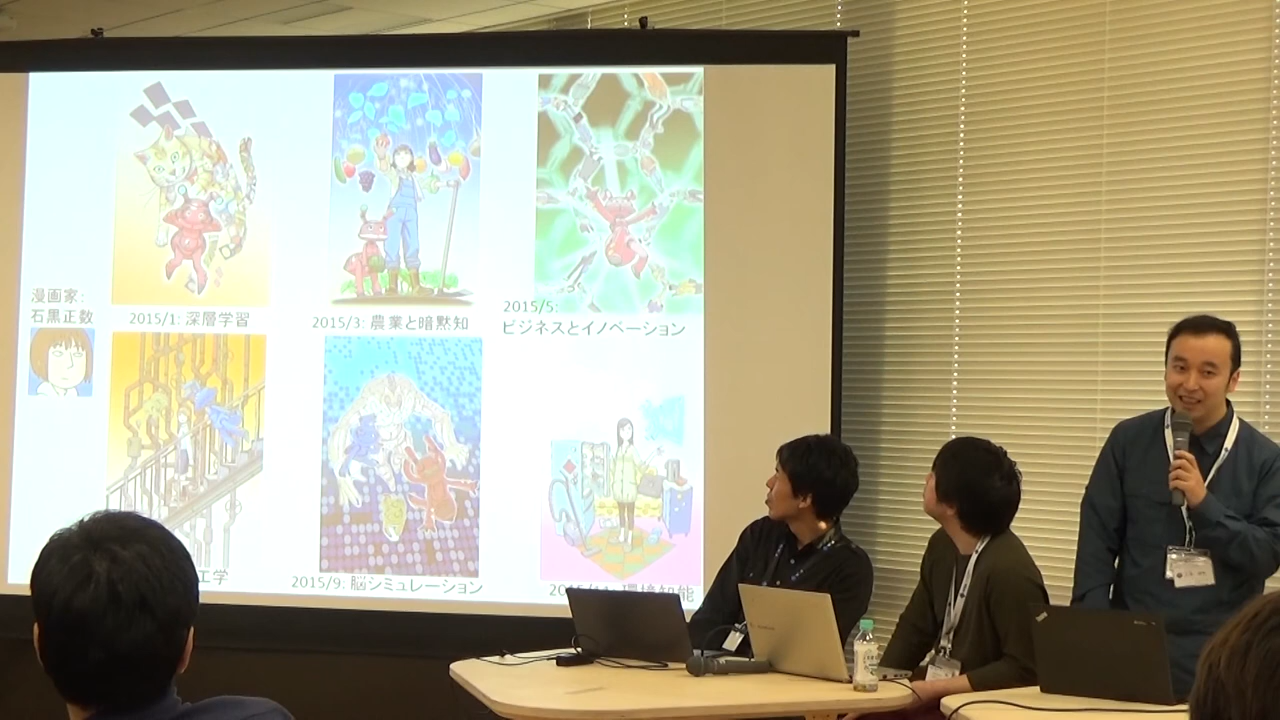 漫画家:
石黒正数
2015/1: 深層学習
2015/3: 農業と暗黙知
2015/5:
ビジネスとイノベーション
工学
2015/9: 脳シミュレーション
環境知能